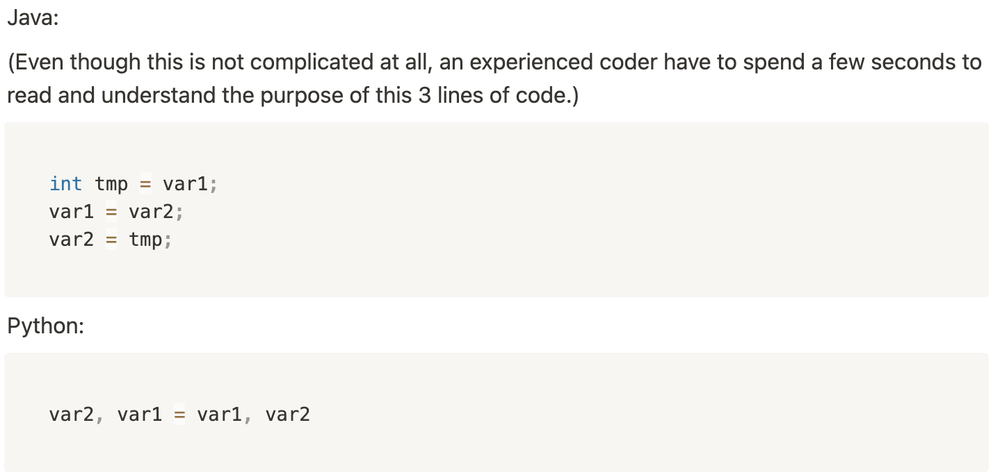 Java:
(Even though this is not complicated at all, an experienced coder have to spend a few seconds to
read and understand the purpose of this 3 lines of code.)
int tmp = var1;
var1 = var2;
var2 = tmp;
Python:
var2, var1 = var1, var2